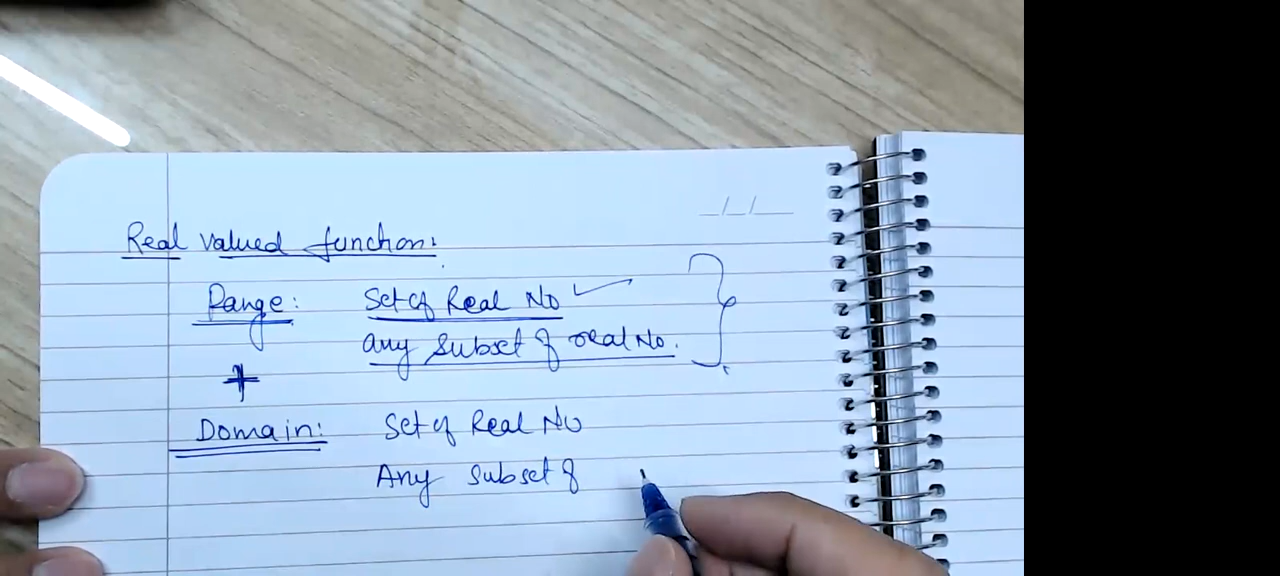 Real valued function:
Range: Set of Real No
any Subset of real No.
+
Domain: Set of Real No
Any Subset of